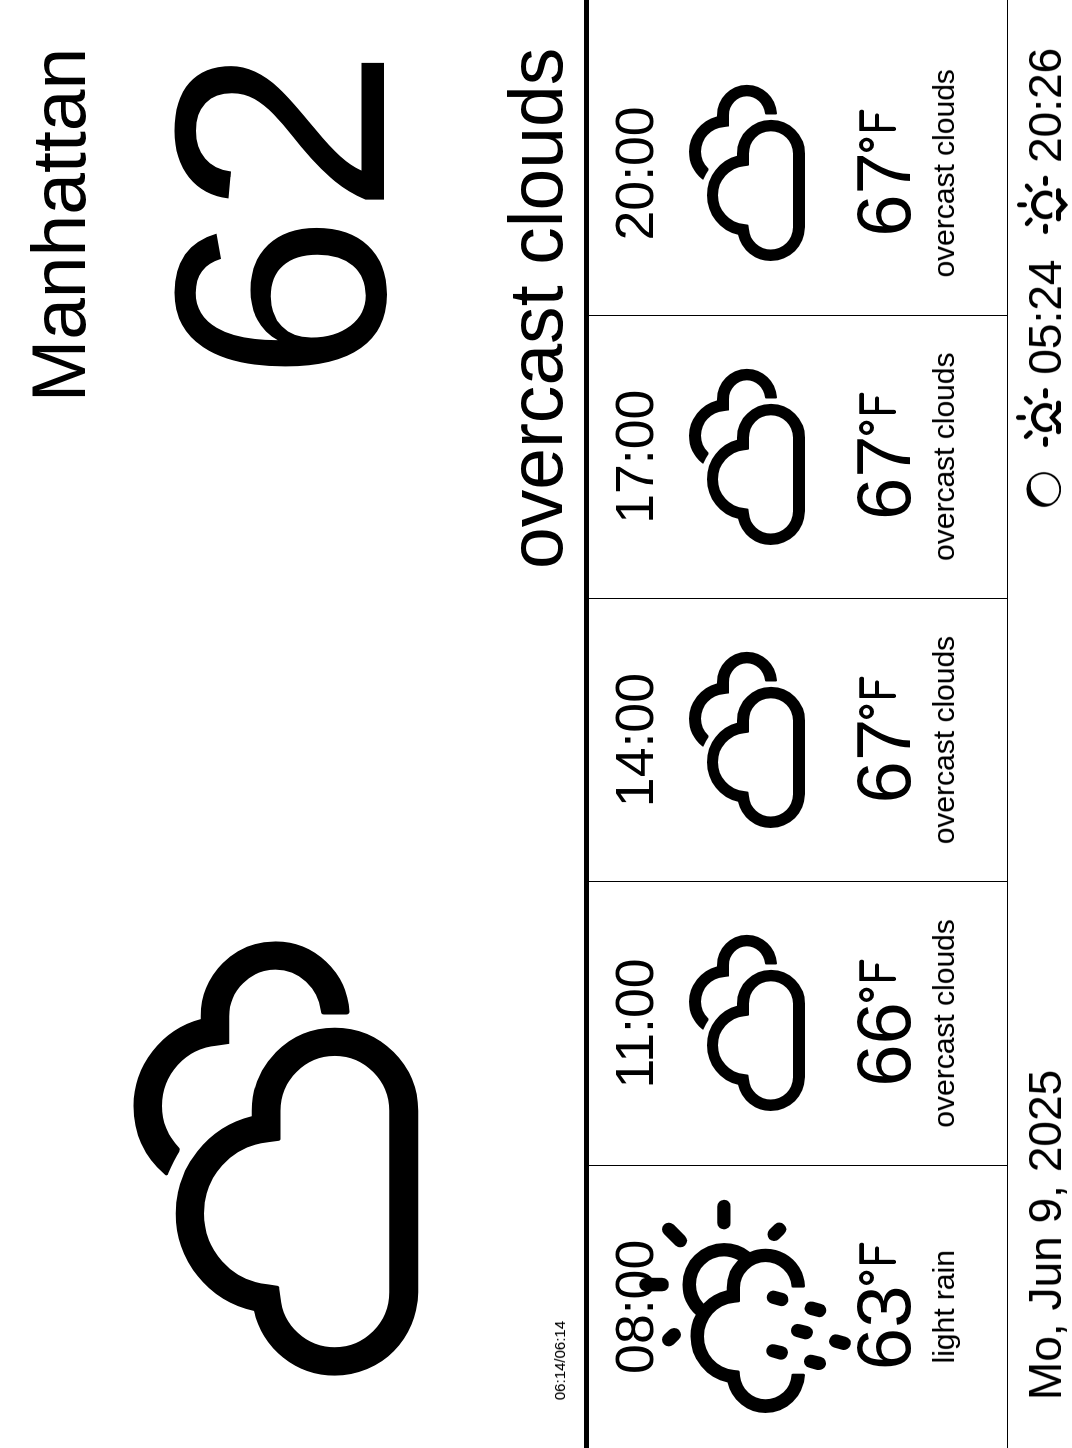 Manhattan
62
overcast clouds
06:14/06:14
08:00 11:00 14:00 17:00 20:00
63°F 66°F 67°F 67°F 67°F
light rain overcast clouds overcast clouds overcast clouds overcast clouds
Mo, Jun 9, 2025 05:24 20:26